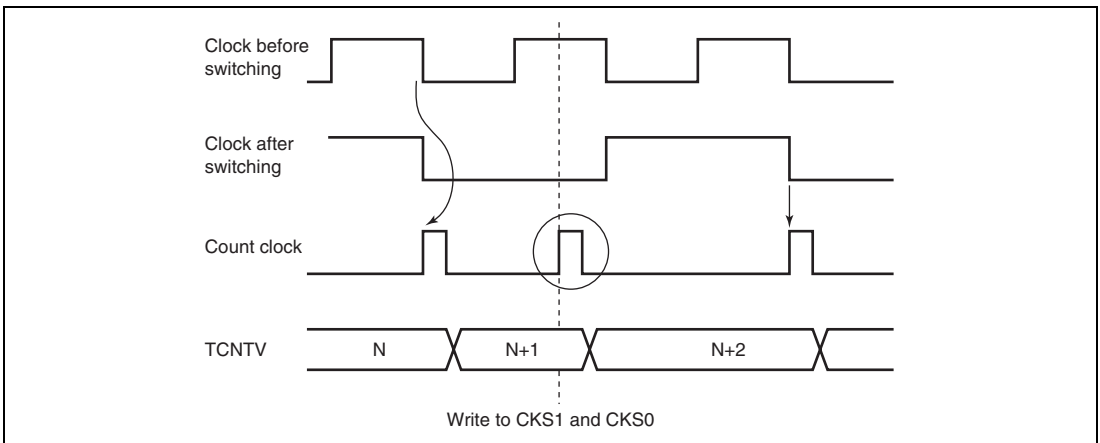 Clock before
switching
Clock after
switching
Count clock
TCNTV
N
N+1
N+2
Write to CKS1 and CKS0